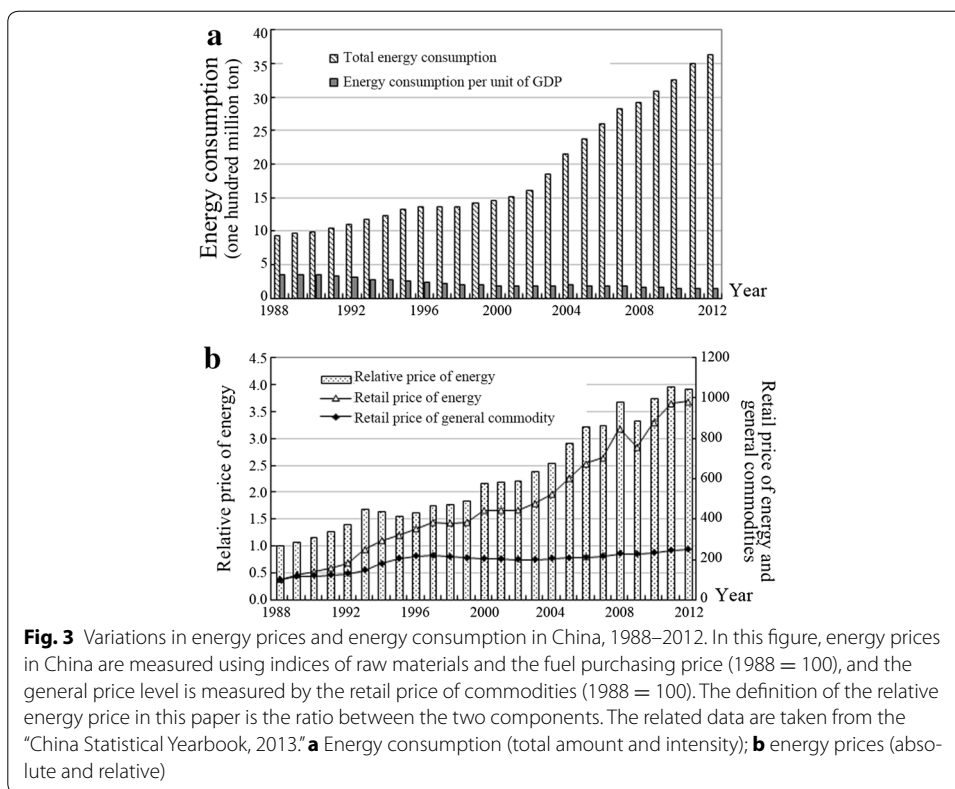 a
40
35
30
25
20
15
10
5
0
Energy consumption
(one hundred million ton)
Total energy consumption
Energy consumption per unit of GDP
Year
1988 1992 1996 2000 2004 2008 2012
b
4.5
4.0
3.5
3.0
2.5
2.0
1.5
1.0
0.5
0.0
Relative price of energy
Relative price of energy
Retail price of energy
Retail price of general commodity
1200
1000
800
600
400
200
0
Retail price of energy and
general commodities
Year
1988 1992 1996 2000 2004 2008 2012
Fig. 3 Variations in energy prices and energy consumption in China, 1988–2012. In this figure, energy prices
in China are measured using indices of raw materials and the fuel purchasing price (1988 = 100), and the
general price level is measured by the retail price of commodities (1988 = 100). The definition of the relative
energy price in this paper is the ratio between the two components. The related data are taken from the
“China Statistical Yearbook, 2013.” a Energy consumption (total amount and intensity); b energy prices (abso-
lute and relative)